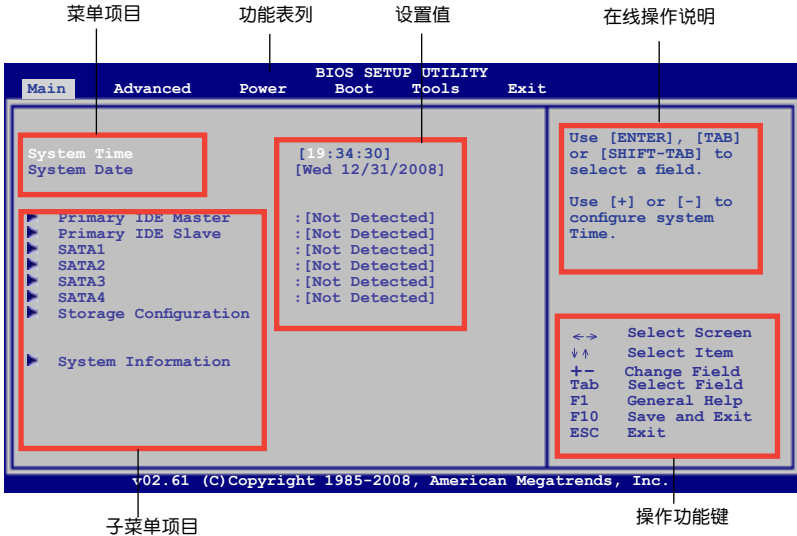 菜单项目 功能表列 设置值 在线操作说明
BIOS SETUP UTILITY
Main Advanced Power Boot Tools Exit
System Time [19:34:30]
System Date [Wed 12/31/2008]
Primary IDE Master :[Not Detected]
Primary IDE Slave :[Not Detected]
SATA1 :[Not Detected]
SATA2 :[Not Detected]
SATA3 :[Not Detected]
SATA4 :[Not Detected]
Storage Configuration
System Information
Use [ENTER], [TAB]
or [SHIFT-TAB] to
select a field.
Use [+] or [-] to
configure system
Time.
←→ Select Screen
↓↑ Select Item
+- Change Field
Tab Select Field
F1 General Help
F10 Save and Exit
ESC Exit
v02.61 (C)Copyright 1985-2008, American Megatrends, Inc.
子菜单项目 操作功能键